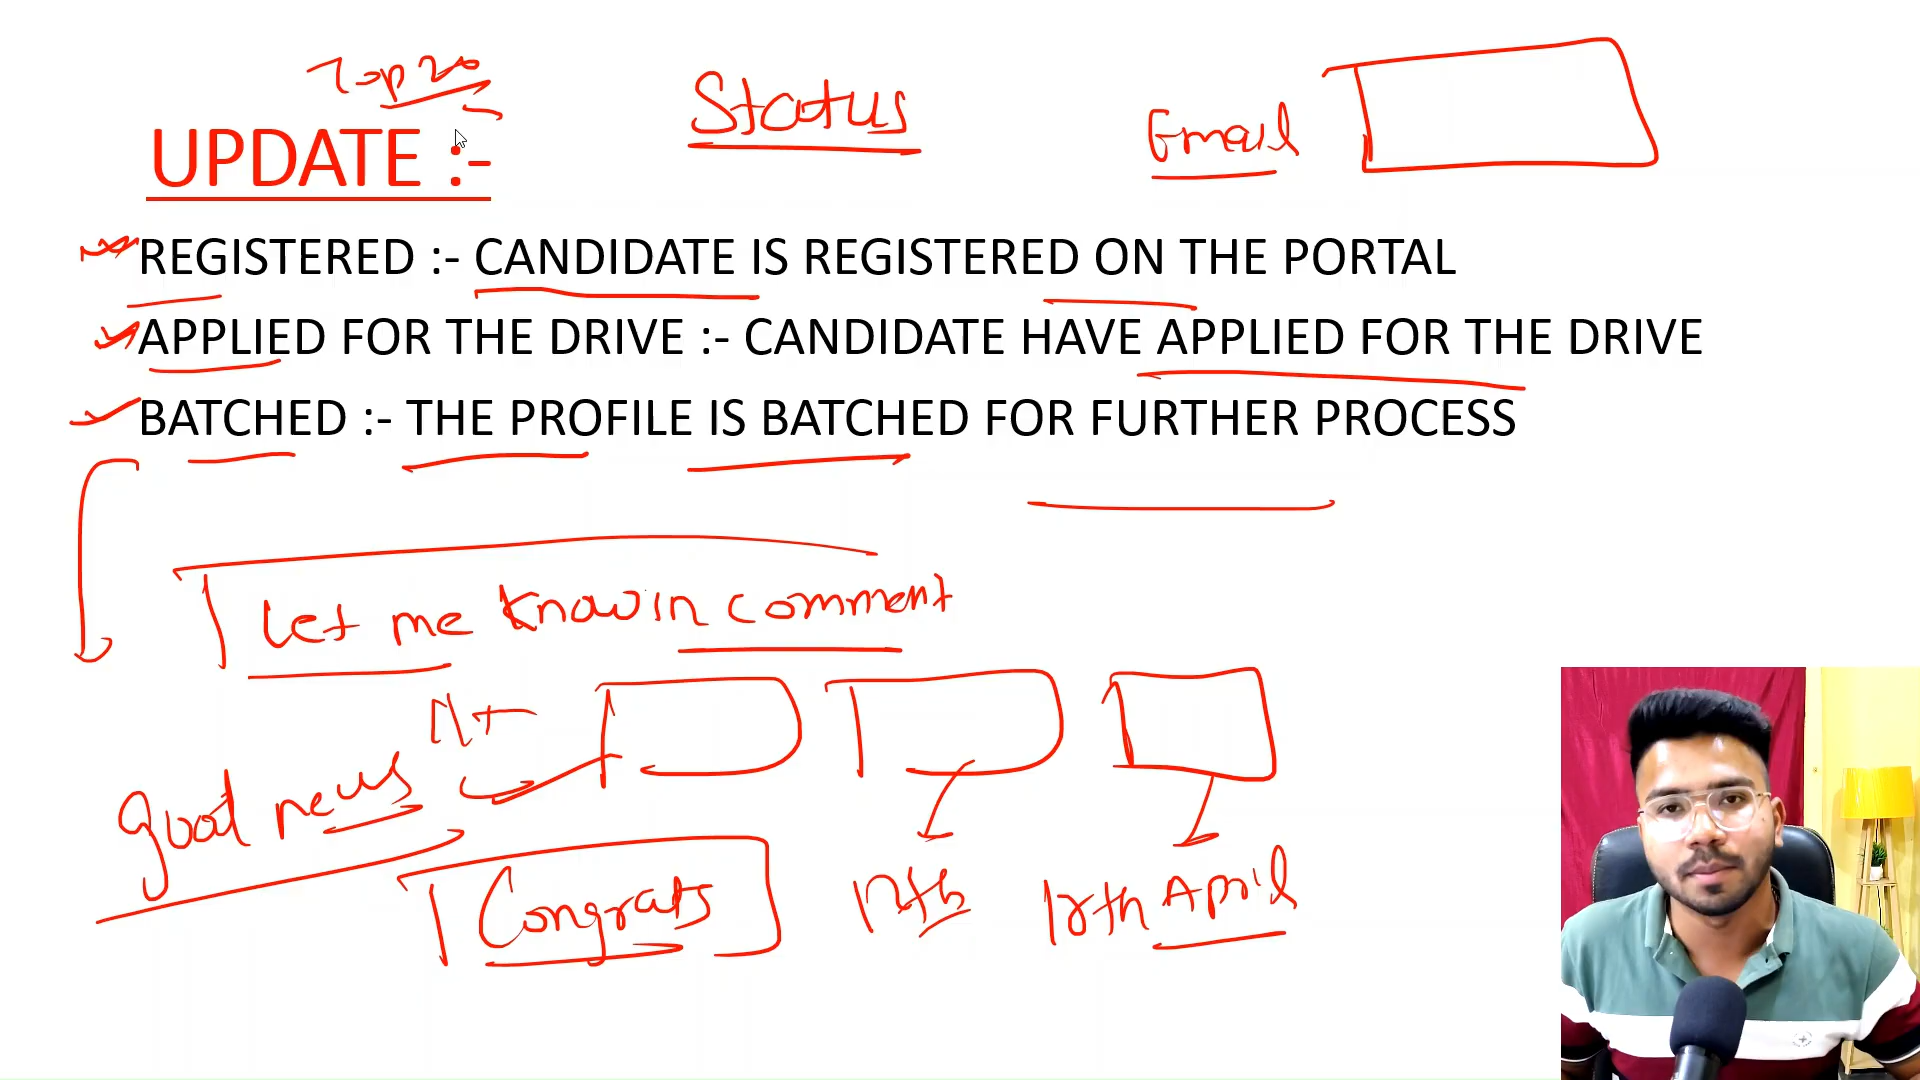 Top 20
Status
Email
UPDATE :-
REGISTERED :- CANDIDATE IS REGISTERED ON THE PORTAL
APPLIED FOR THE DRIVE :- CANDIDATE HAVE APPLIED FOR THE DRIVE
BATCHED :- THE PROFILE IS BATCHED FOR FURTHER PROCESS
Let me know in comment
good news
Congrats
12th
April